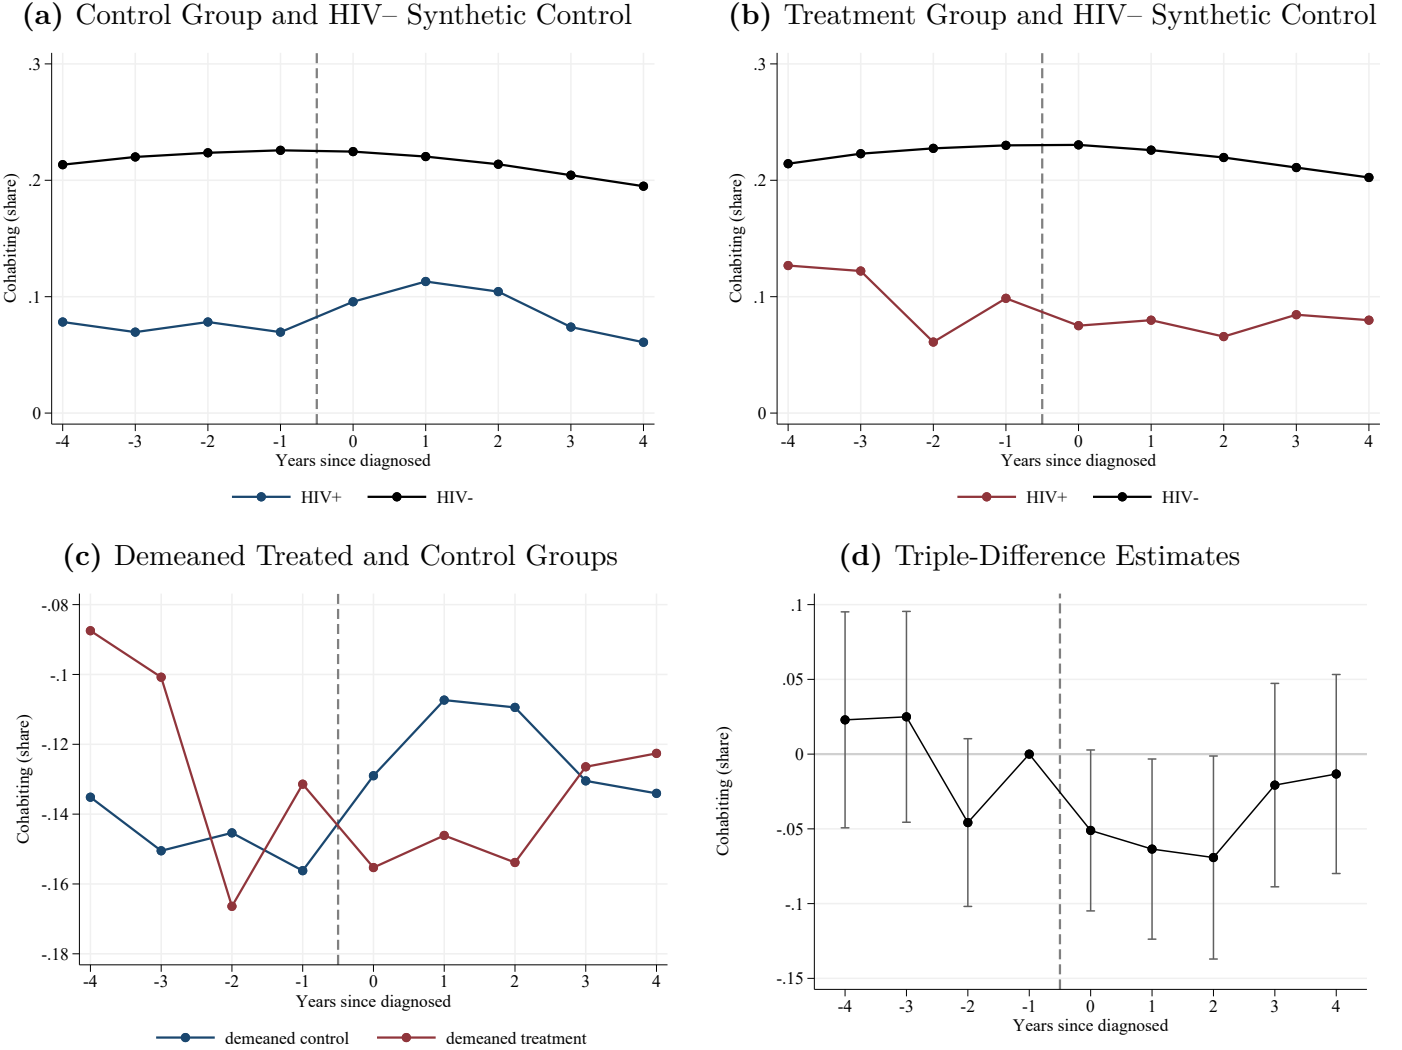 (a) Control Group and HIV– Synthetic Control
.3
.2
.1
0
Cohabiting (share)
-4 -3 -2 -1 0 1 2 3 4
Years since diagnosed
HIV+ HIV-
(b) Treatment Group and HIV– Synthetic Control
.3
.2
.1
0
Cohabiting (share)
-4 -3 -2 -1 0 1 2 3 4
Years since diagnosed
HIV+ HIV-
(c) Demeaned Treated and Control Groups
-.08
-.1
-.12
-.14
-.16
-.18
Cohabiting (share)
-4 -3 -2 -1 0 1 2 3 4
Years since diagnosed
demeaned control demeaned treatment
(d) Triple-Difference Estimates
.1
.05
0
-.05
-.1
-.15
Cohabiting (share)
-4 -3 -2 -1 0 1 2 3 4
Years since diagnosed